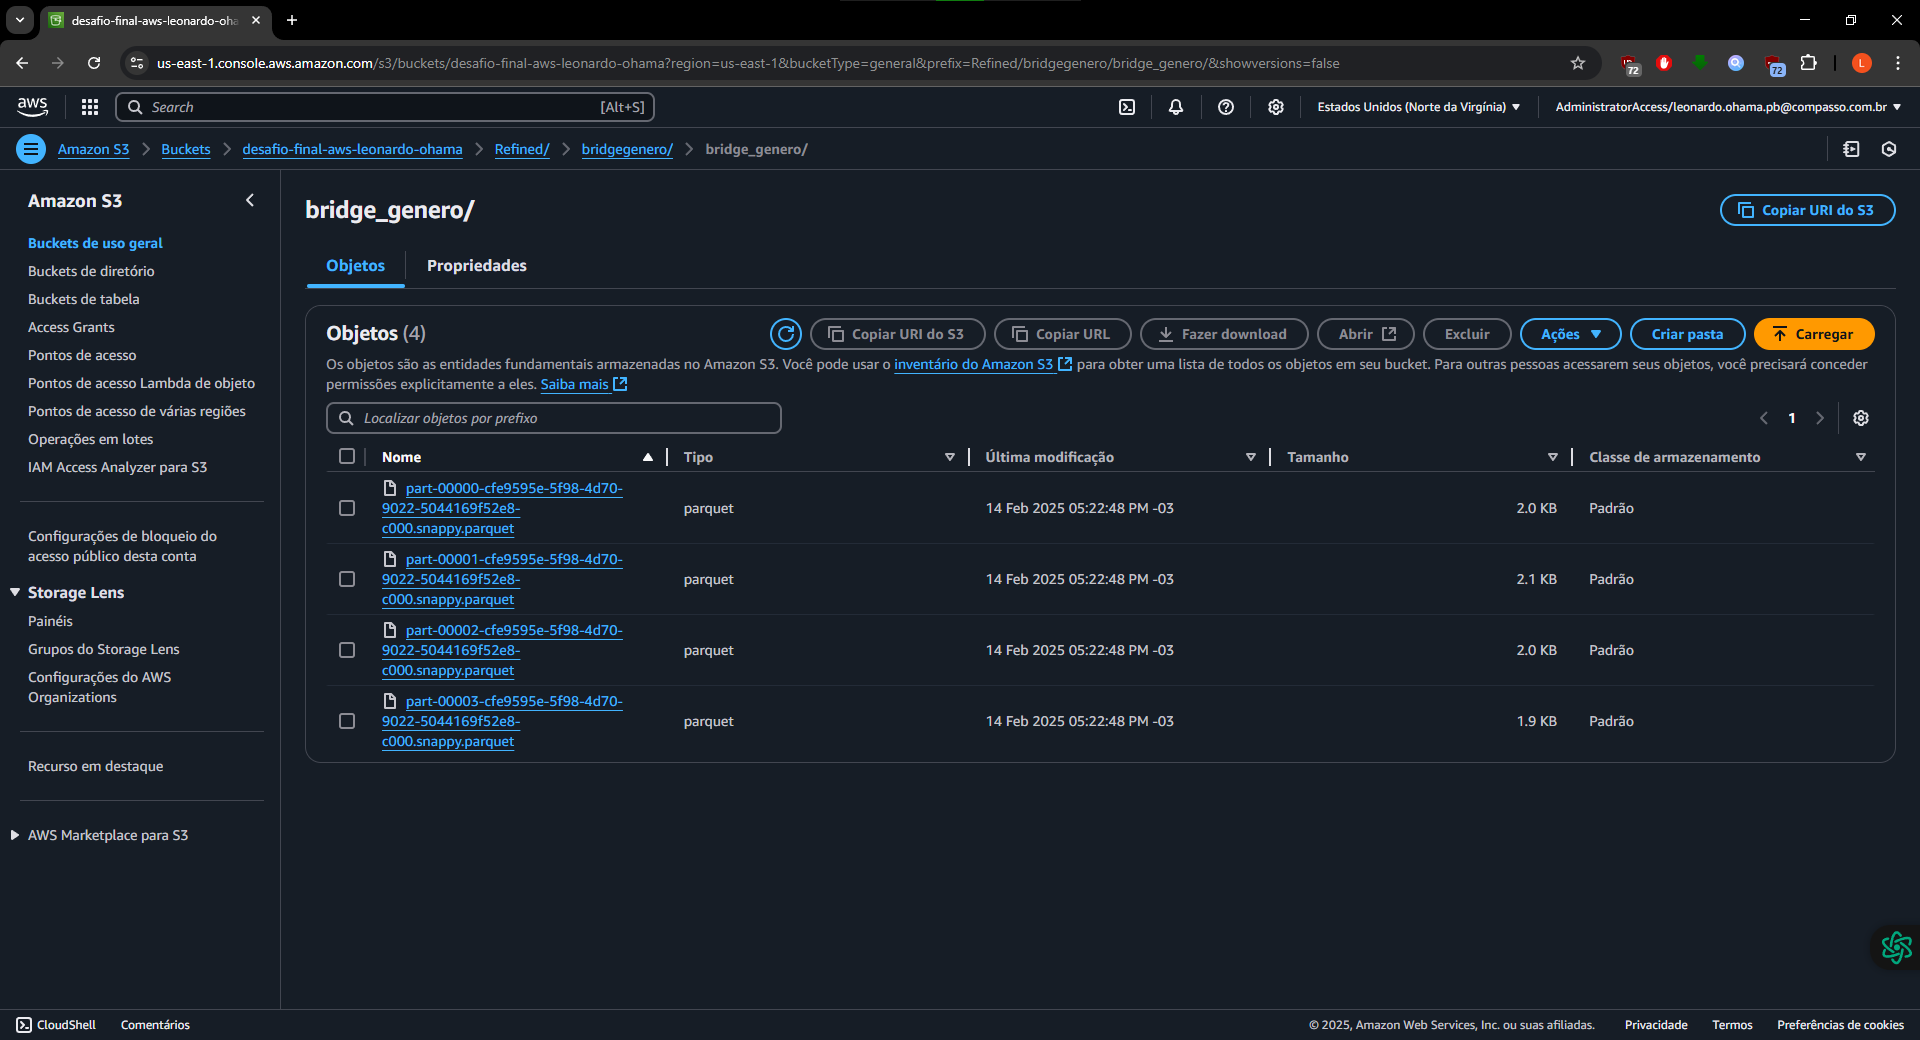 desafio-final-aws-leonardo-oha
us-east-1.console.aws.amazon.com/s3/buckets/desafio-final-aws-leonardo-ohama?region=us-east-1&bucketType=general&prefix=Refined/bridgegenero/bridge_genero/&showversions=false
72
72
L
aws
Search
[Alt+S]
Estados Unidos (Norte da Virgínia)
AdministratorAccess/leonardo.ohama.pb@compasso.com.br
Amazon S3
Buckets
desafio-final-aws-leonardo-ohama
Refined/
bridgegenero/
bridge_genero/
Amazon S3
Buckets de uso geral
Buckets de diretório
Buckets de tabela
Access Grants
Pontos de acesso
Pontos de acesso Lambda de objeto
Pontos de acesso de várias regiões
Operações em lotes
IAM Access Analyzer para S3
Configurações de bloqueio do
acesso público desta conta
Storage Lens
Painéis
Grupos do Storage Lens
Configurações do AWS
Organizations
Recurso em destaque
AWS Marketplace para S3
bridge_genero/
Copiar URI do S3
Objetos
Propriedades
Objetos (4)
Copiar URI do S3
Copiar URL
Fazer download
Abrir
Excluir
Ações
Criar pasta
Carregar
Os objetos são as entidades fundamentais armazenadas no Amazon S3. Você pode usar o inventário do Amazon S3 para obter uma lista de todos os objetos em seu bucket. Para outras pessoas acessarem seus objetos, você precisará conceder
permissões explicitamente a eles. Saiba mais
Localizar objetos por prefixo
1
Nome
Tipo
Última modificação
Tamanho
Classe de armazenamento
part-00000-cfe9595e-5f98-4d70-
9022-5044169f52e8-
c000.snappy.parquet
parquet
14 Feb 2025 05:22:48 PM -03
2.0 KB
Padrão
part-00001-cfe9595e-5f98-4d70-
9022-5044169f52e8-
c000.snappy.parquet
parquet
14 Feb 2025 05:22:48 PM -03
2.1 KB
Padrão
part-00002-cfe9595e-5f98-4d70-
9022-5044169f52e8-
c000.snappy.parquet
parquet
14 Feb 2025 05:22:48 PM -03
2.0 KB
Padrão
part-00003-cfe9595e-5f98-4d70-
9022-5044169f52e8-
c000.snappy.parquet
parquet
14 Feb 2025 05:22:48 PM -03
1.9 KB
Padrão
CloudShell
Comentários
© 2025, Amazon Web Services, Inc. ou suas afiliadas.
Privacidade
Termos
Preferências de cookies